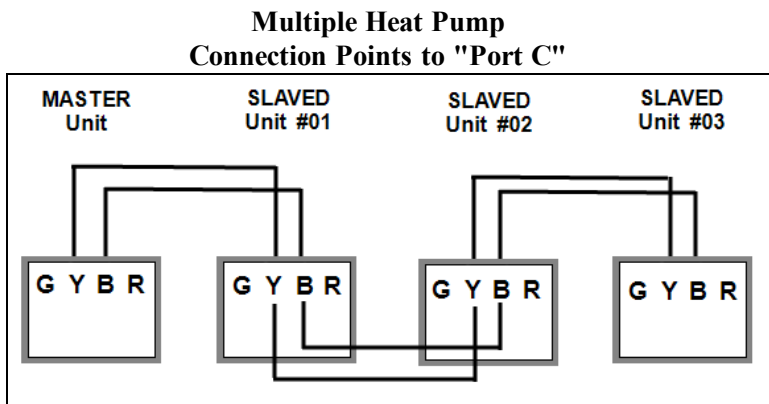 Multiple Heat Pump
Connection Points to "Port C"
MASTER
Unit
SLAVED
Unit #01
SLAVED
Unit #02
SLAVED
Unit #03
G Y B R
G Y B R
G Y B R
G Y B R